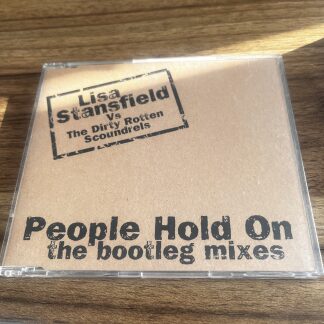 Lisa
Stansfield
Vs
The Dirty Rotten
Scoundrels
People Hold On
the bootleg mixes